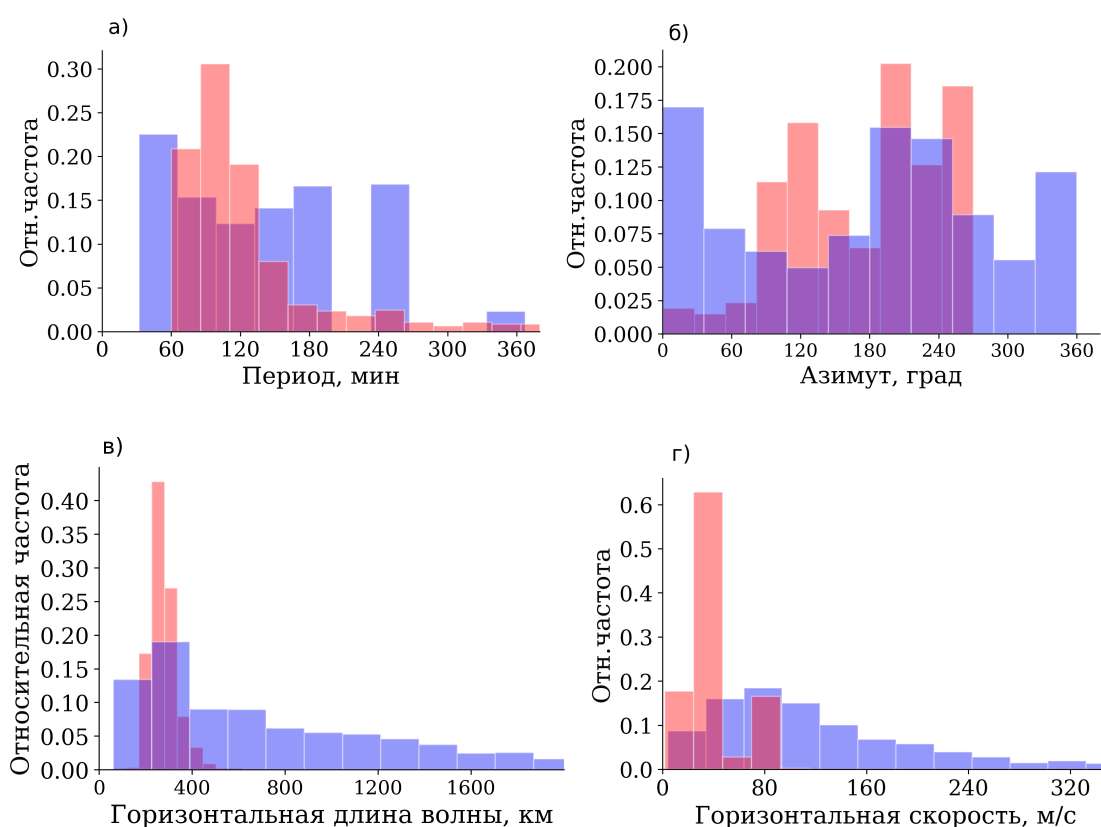 а)
0.30
0.25
0.20
0.15
0.10
0.05
0.00
Отн.частота
0 60 120 180 240 300 360
Период, мин
б)
0.200
0.175
0.150
0.125
0.100
0.075
0.050
0.025
0.000
Отн.частота
0 60 120 180 240 300 360
Азимут, град
в)
0.40
0.35
0.30
0.25
0.20
0.15
0.10
0.05
0.00
Относительная частота
0 400 800 1200 1600
Горизонтальная длина волны, км
г)
0.6
0.5
0.4
0.3
0.2
0.1
0.0
Отн.частота
0 80 160 240 320
Горизонтальная скорость, м/с